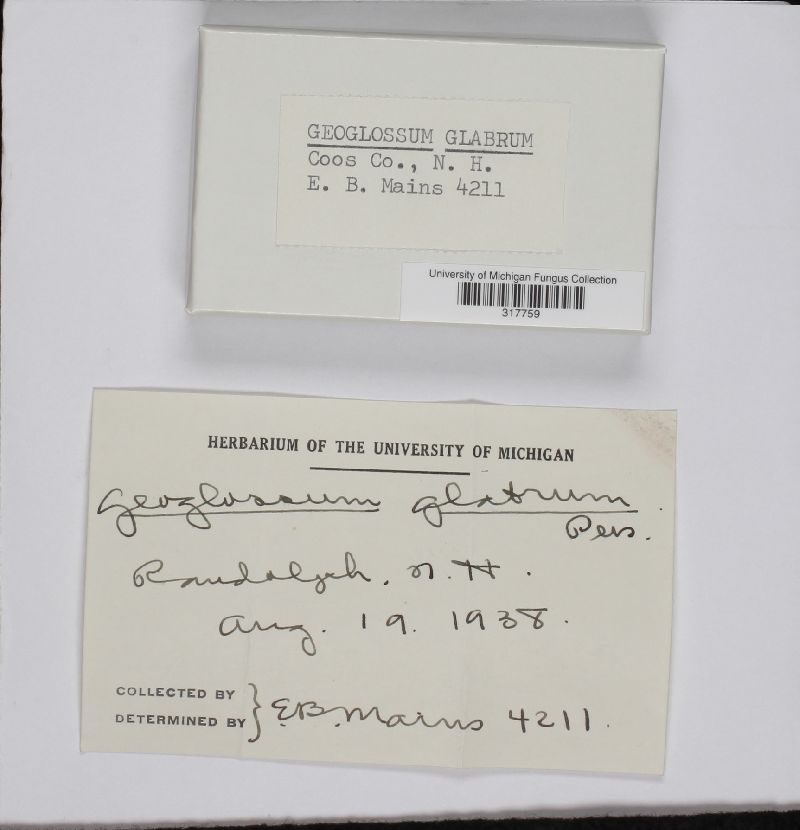 GEOGLOSSUM GLABRUM
Coos Co., N. H.
E. B. Mains 4211
University of Michigan Fungus Collection
317759
HERBARIUM OF THE UNIVERSITY OF MICHIGAN
Geoglossum glabrum
Pers.
Randolph. N. H.
Aug. 19. 1938.
COLLECTED BY
DETERMINED BY } E. B. Mains 4211.